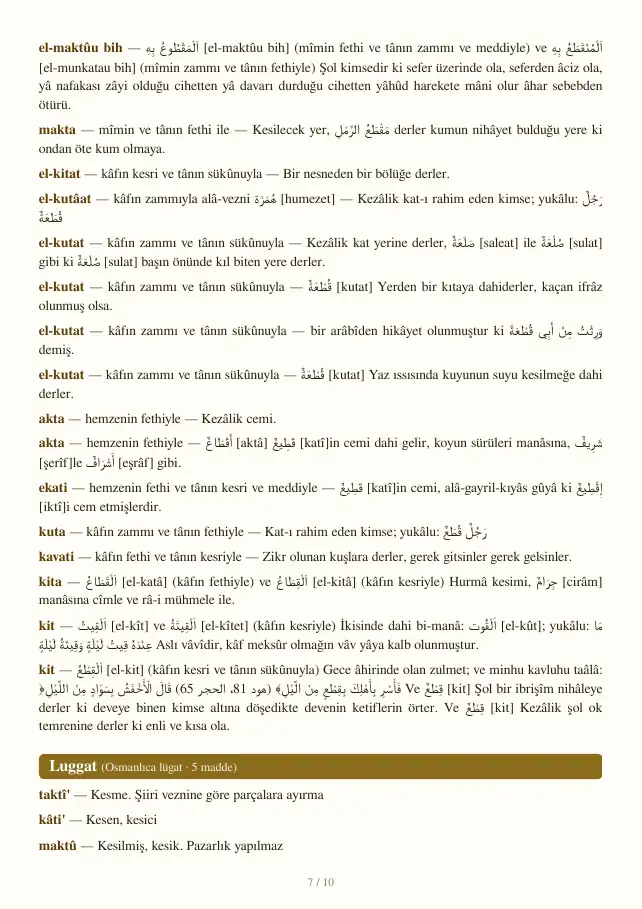 el-maktûu bih — اَلْمَقْطُوعُ بِهِ [el-maktûu bih] (mîmin fethi ve tânın zammı ve meddiyle) ve اَلْمُنْقَطَعُ بِهِ
[el-munkatau bih] (mîmin zammı ve tânın fethiyle) Şol kimsedir ki sefer üzerinde ola, seferden âciz ola,
yâ nafakası zâyi olduğu cihetten yâ davarı durduğu cihetten yâhûd harekete mâni olur âhar sebebden
ötürü.
makta — mîmin ve tânın fethi ile — Kesilecek yer, مَقْطَعُ الرَّمْلِ derler kumun nihâyet bulduğu yere ki
ondan öte kum olmaya.
el-kitat — kâfın kesri ve tânın sükûnuyla — Bir nesneden bir bölüğe derler.
el-kutâat — kâfın zammıyla alâ-vezni هُمَزَة [humezet] — Kezâlik kat-ı rahim eden kimse; yukâlu: رَجُلٌ
قُطَعَةٌ
el-kutat — kâfın zammı ve tânın sükûnuyla — Kezâlik kat yerine derler, صَلَعَةٌ [saleat] ile صُلْعَةٌ [sulat]
gibi ki صُلْعَةٌ [sulat] başın önünde kıl biten yere derler.
el-kutat — kâfın zammı ve tânın sükûnuyla — قُطْعَةٌ [kutat] Yerden bir kıtaya dahiderler, kaçan ifrâz
olunmuş olsa.
el-kutat — kâfın zammı ve tânın sükûnuyla — bir arâbîden hikâyet olunmuştur ki وَرِثْتُ مِنْ أَبِي قُطْعَةً
demiş.
el-kutat — kâfın zammı ve tânın sükûnuyla — قُطْعَةٌ [kutat] Yaz ıssısında kuyunun suyu kesilmeğe dahi
derler.
akta — hemzenin fethiyle — Kezâlik cemi.
akta — hemzenin fethiyle — أَقْطَاعٌ [aktâ] قَطِيعٌ [katî]in cemi dahi gelir, koyun sürüleri manâsına, شَرِيفٌ
[şerîf]le أَشْرَافٌ [eşrâf] gibi.
ekati — hemzenin fethi ve tânın kesri ve meddiyle — قَطِيعٌ [katî]in cemi, alâ-gayril-kıyâs gûyâ ki إِقْطِيعٌ
[iktî]i cem etmişlerdir.
kuta — kâfın zammı ve tânın fethiyle — Kat-ı rahim eden kimse; yukâlu: رَجُلٌ قُطَعٌ
kavati — kâfın fethi ve tânın kesriyle — Zikr olunan kuşlara derler, gerek gitsinler gerek gelsinler.
kita — اَلْقَطَاعُ [el-katâ] (kâfın fethiyle) ve اَلْقِطَاعُ [el-kitâ] (kâfın kesriyle) Hurmâ kesimi, جِرَامٌ [cirâm]
manâsına cîmle ve râ-i mühmele ile.
kit — اَلْقِيتُ [el-kît] ve اَلْقِيتَةُ [el-kîtet] (kâfın kesriyle) İkisinde dahi bi-manâ: اَلْقُوت [el-kût]; yukâlu: مَا
عِنْدَهُ قِيتُ لَيْلَةٍ وَقِيتَةُ لَيْلَةٍ Aslı vâvîdir, kâf meksûr olmağın vâv yâya kalb olunmuştur.
kit — اَلْقِطْعُ [el-kit] (kâfın kesri ve tânın sükûnuyla) Gece âhirinde olan zulmet; ve minhu kavluhu taâlâ:
﴿فَأَسْرِ بِأَهْلِكَ بِقِطْعٍ مِنَ الَّيْلِ﴾ (هود 81، الحجر 65) قَالَ الْأَخْفَشُ بِسَوَادٍ مِنَ اللَّيْلِ Ve قِطْعٌ [kit] Şol bir ibrişîm nihâleye
derler ki deveye binen kimse altına döşedikte devenin ketiflerin örter. Ve قِطْعٌ [kit] Kezâlik şol ok
temrenine derler ki enli ve kısa ola.
Luggat (Osmanlıca lügat · 5 madde)
taktî' — Kesme. Şiiri veznine göre parçalara ayırma
kâti' — Kesen, kesici
maktû — Kesilmiş, kesik. Pazarlık yapılmaz
7 / 10